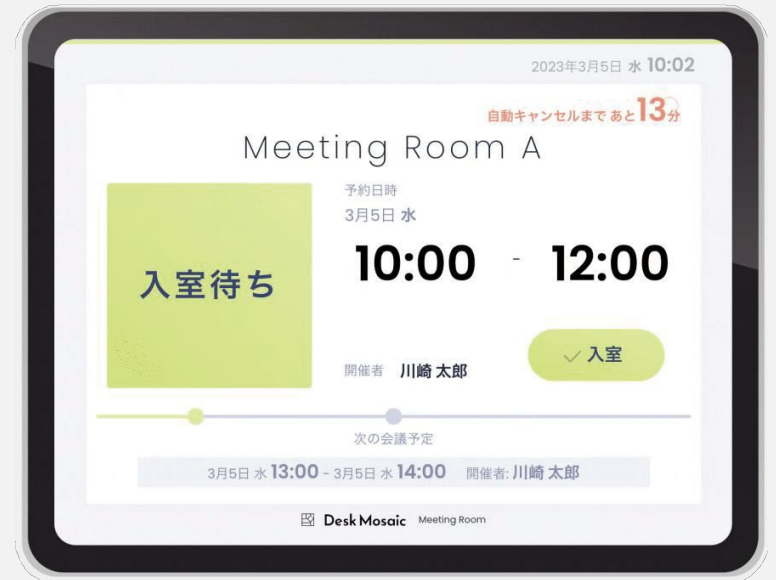 2023年3月5日 水 10:02
自動キャンセルまで あと13分
Meeting Room A
予約日時
3月5日 水
10:00 - 12:00
入室待ち
入室
開催者 川崎 太郎
次の会議予定
3月5日 水 13:00 - 3月5日 水 14:00 開催者: 川崎 太郎
Desk Mosaic Meeting Room